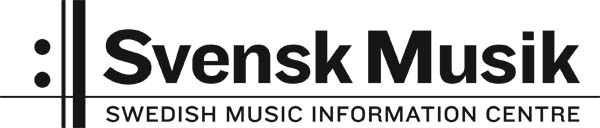 Svensk Musik
SWEDISH MUSIC INFORMATION CENTRE